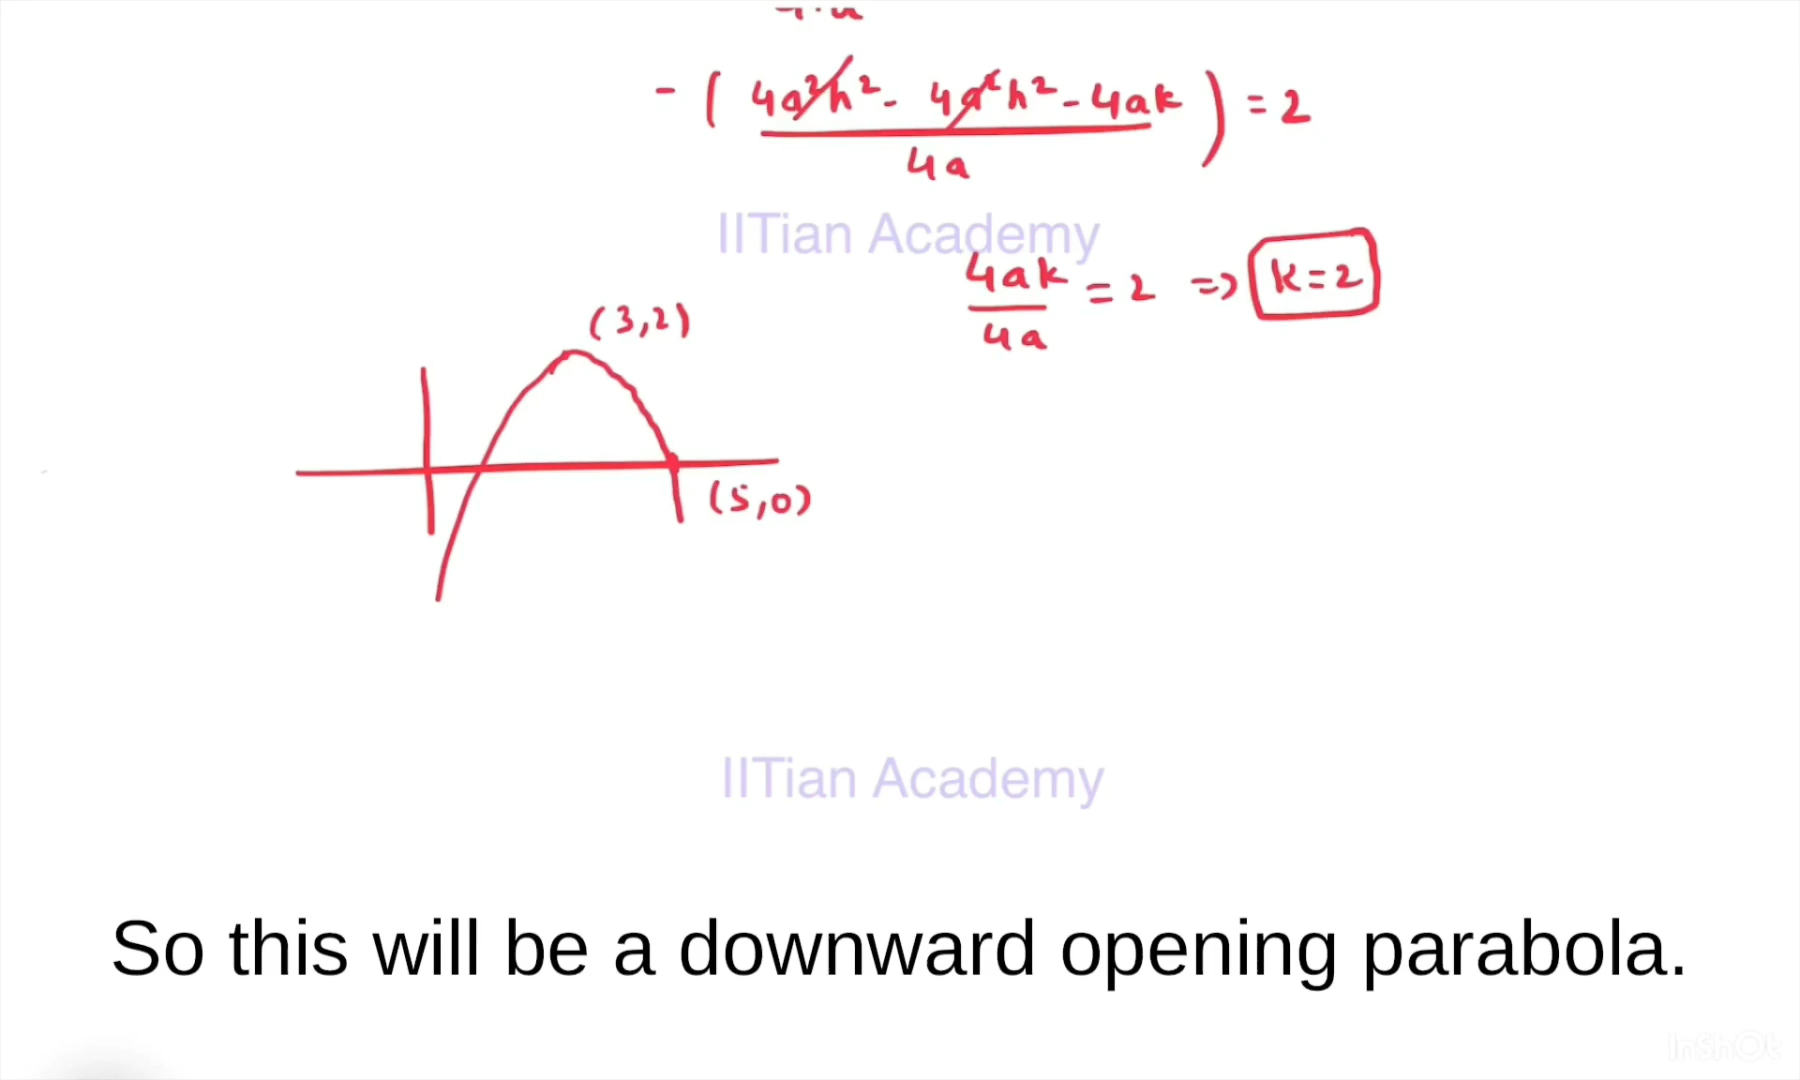 - ( 4a²h² - 4a²h² - 4ak ) = 2
4a
IITian Academy
4ak = 2 => k = 2
4a
(3,2)
(5,0)
IITian Academy
So this will be a downward opening parabola.
InShOt